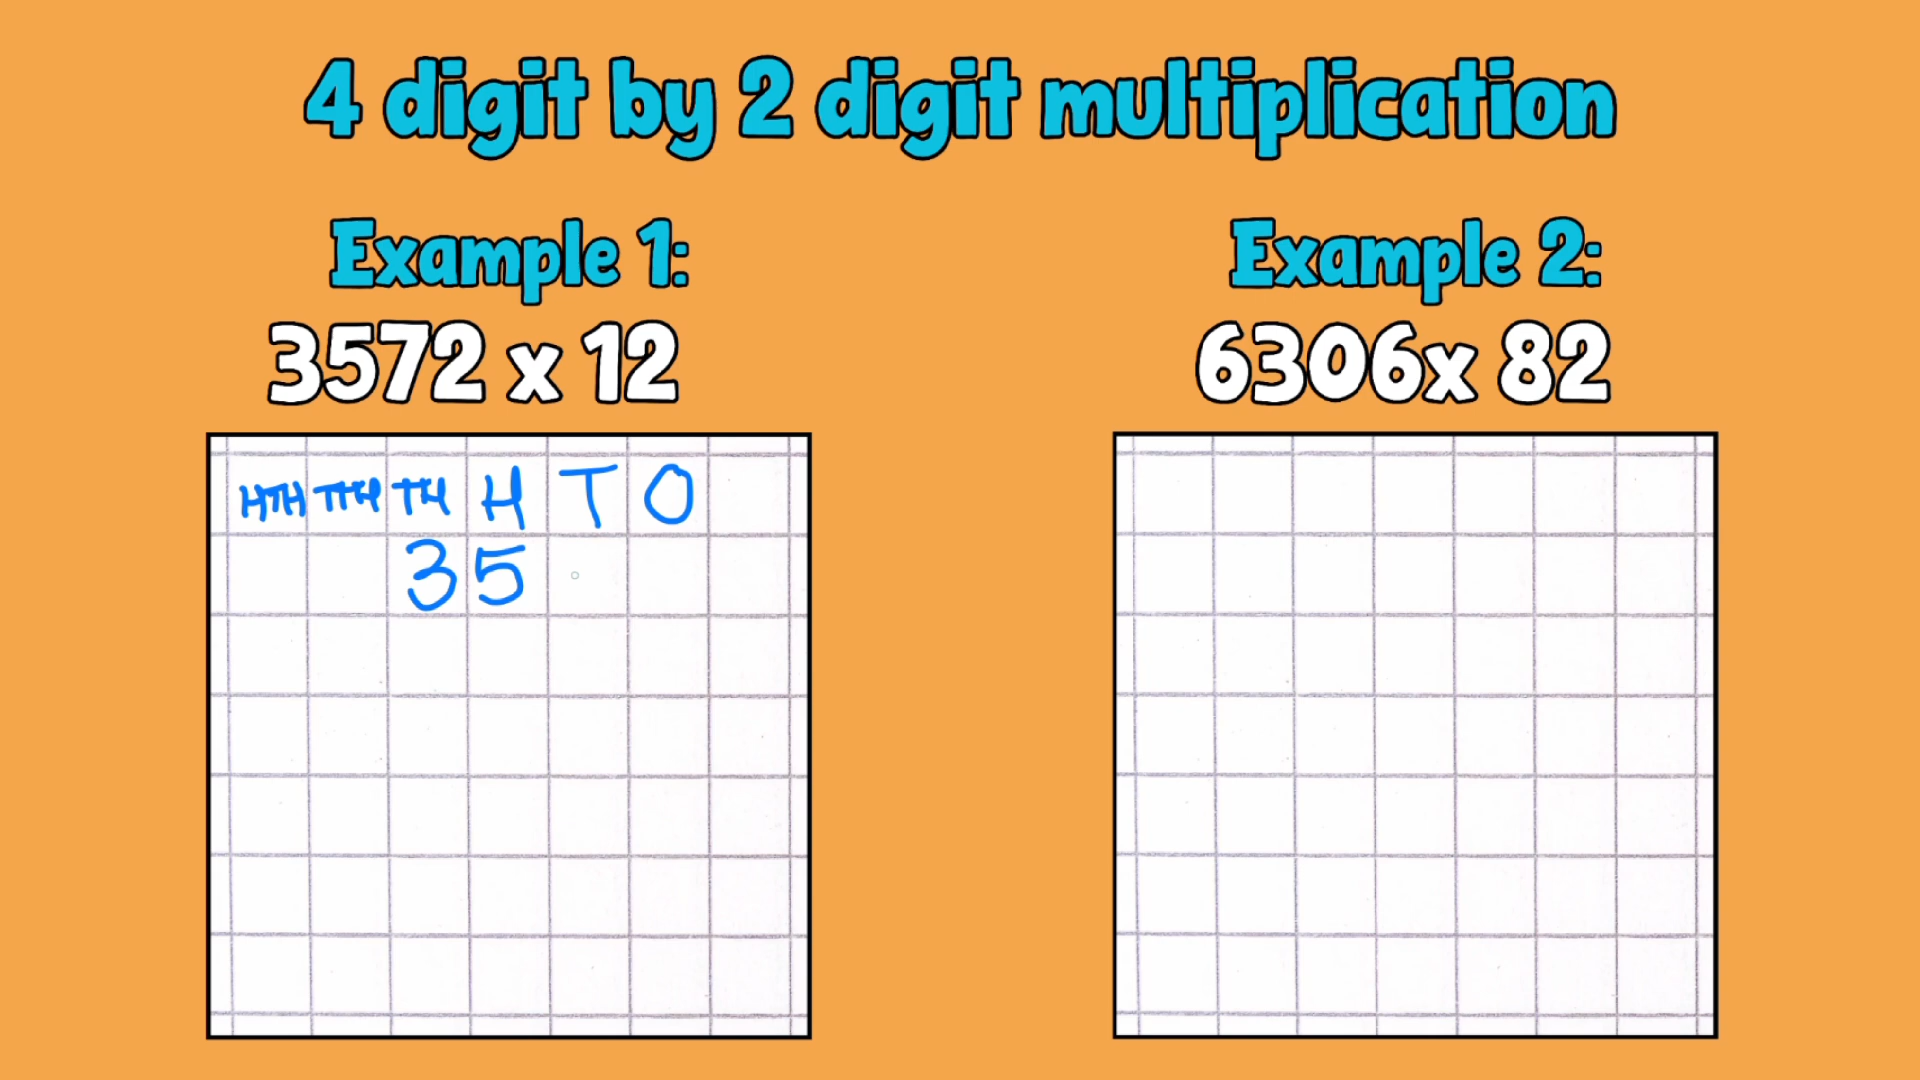 4 digit by 2 digit multiplication
Example 1:
3572 x 12
HTH TTH TH H T O
35
Example 2:
6306x 82